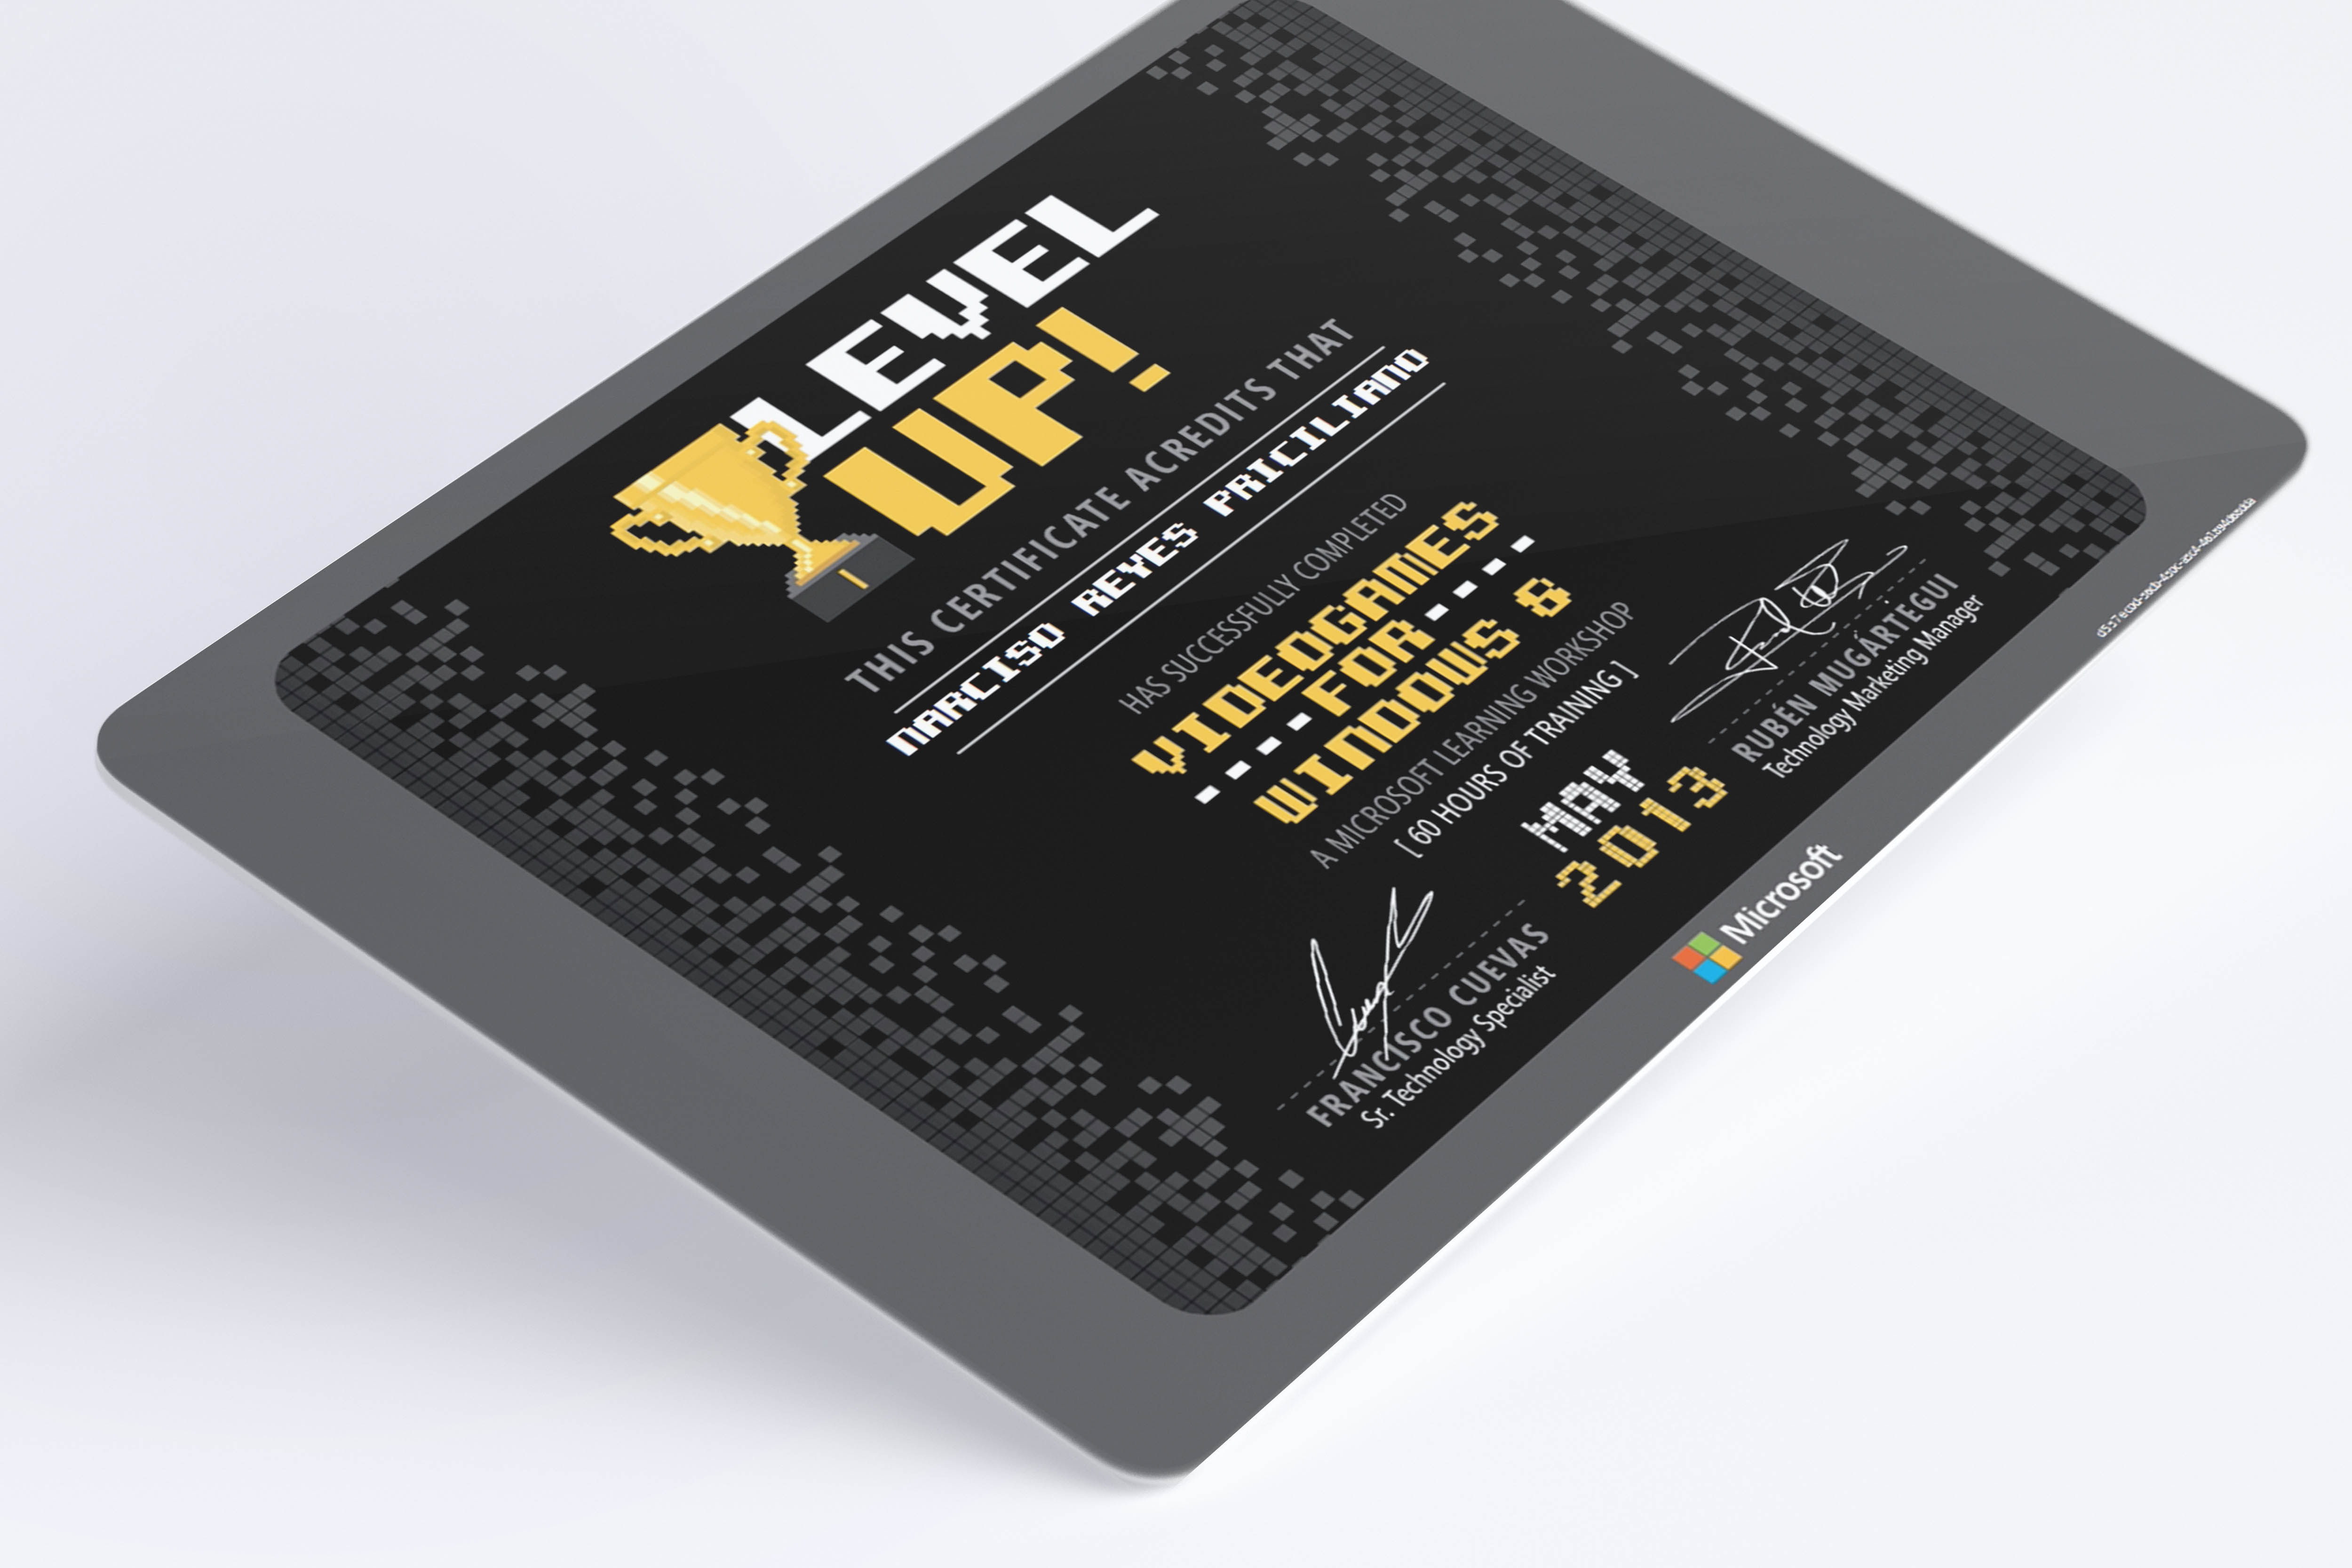 LEVEL
UP!
THIS CERTIFICATE ACREDITS THAT
NARCISO REYES PRICILIANO
HAS SUCCESSFULLY COMPLETED
VIDEOGAMES
FOR
WINDOWS 8
A MICROSOFT LEARNING WORKSHOP
[ 60 HOURS OF TRAINING ]
MAY
2013
FRANCISCO CUEVAS
Sr. Technology Specialist
RUBÉN MUGÁRTEGUI
Technology Marketing Manager
Microsoft